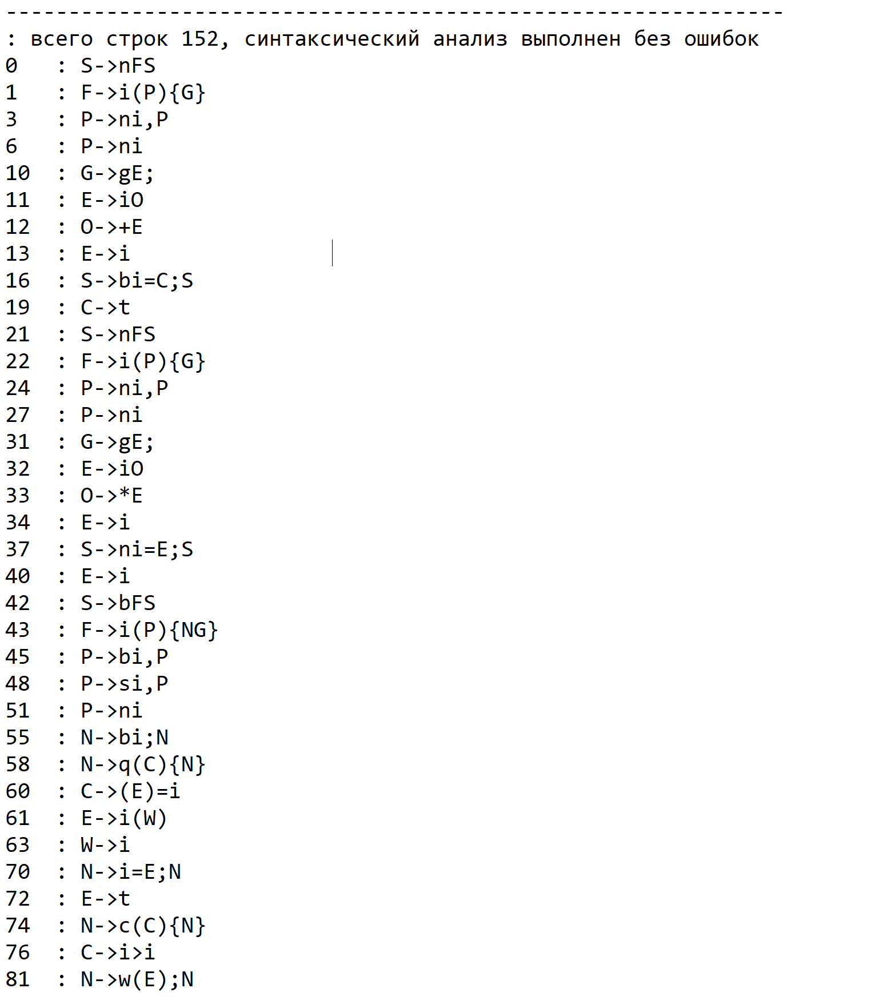 --------------------------------------------------------------
: всего строк 152, синтаксический анализ выполнен без ошибок
0   : S->nFS
1   : F->i(P){G}
3   : P->ni,P
6   : P->ni
10  : G->gE;
11  : E->iO
12  : O->+E
13  : E->i
16  : S->bi=C;S
19  : C->t
21  : S->nFS
22  : F->i(P){G}
24  : P->ni,P
27  : P->ni
31  : G->gE;
32  : E->iO
33  : O->*E
34  : E->i
37  : S->ni=E;S
40  : E->i
42  : S->bFS
43  : F->i(P){NG}
45  : P->bi,P
48  : P->si,P
51  : P->ni
55  : N->bi;N
58  : N->q(C){N}
60  : C->(E)=i
61  : E->i(W)
63  : W->i
70  : N->i=E;N
72  : E->t
74  : N->c(C){N}
76  : C->i>i
81  : N->w(E);N